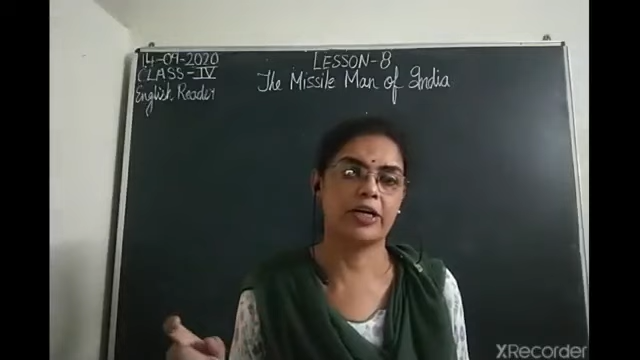 14-09-2020
CLASS-IV
English Reader
LESSON-8
The Missile Man of India
XRecorder